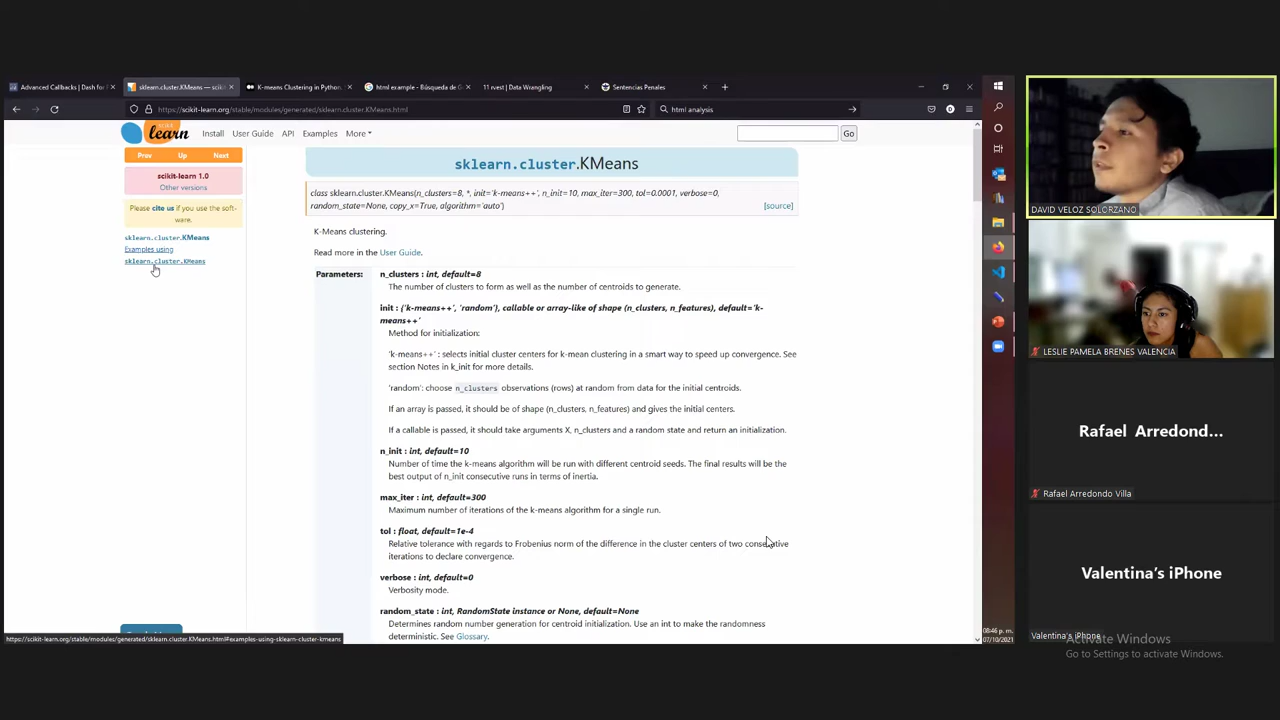 Advanced Callbacks | Dash for
sklearn.cluster.KMeans — scik
K-means Clustering in Python.
html example - Búsqueda de G
11 rvest | Data Wrangling
Sentencias Penales
https://scikit-learn.org/stable/modules/generated/sklearn.cluster.KMeans.html
html analysis
learn
Install
User Guide
API
Examples
More
Go
Prev
Up
Next
scikit-learn 1.0
Other versions
Please cite us if you use the soft-
ware.
sklearn.cluster.KMeans
Examples using
sklearn.cluster.KMeans
sklearn.cluster.KMeans
class sklearn.cluster.KMeans(n_clusters=8, *, init='k-means++', n_init=10, max_iter=300, tol=0.0001, verbose=0,
random_state=None, copy_x=True, algorithm='auto')
[source]
K-Means clustering.
Read more in the User Guide.
Parameters:
n_clusters : int, default=8
The number of clusters to form as well as the number of centroids to generate.
init : {'k-means++', 'random'}, callable or array-like of shape (n_clusters, n_features), default='k-
means++'
Method for initialization:
'k-means++' : selects initial cluster centers for k-mean clustering in a smart way to speed up convergence. See
section Notes in k_init for more details.
'random': choose n_clusters observations (rows) at random from data for the initial centroids.
If an array is passed, it should be of shape (n_clusters, n_features) and gives the initial centers.
If a callable is passed, it should take arguments X, n_clusters and a random state and return an initialization.
n_init : int, default=10
Number of time the k-means algorithm will be run with different centroid seeds. The final results will be the
best output of n_init consecutive runs in terms of inertia.
max_iter : int, default=300
Maximum number of iterations of the k-means algorithm for a single run.
tol : float, default=1e-4
Relative tolerance with regards to Frobenius norm of the difference in the cluster centers of two consecutive
iterations to declare convergence.
verbose : int, default=0
Verbosity mode.
random_state : int, RandomState instance or None, default=None
Determines random number generation for centroid initialization. Use an int to make the randomness
deterministic. See Glossary.
https://scikit-learn.org/stable/modules/generated/sklearn.cluster.KMeans.html#examples-using-sklearn-cluster-kmeans
08:46 p. m.
07/10/2021
DAVID VELOZ SOLORZANO
LESLIE PAMELA BRENES VALENCIA
Rafael Arredond...
Rafael Arredondo Villa
Valentina's iPhone
Valentina's iPhone
Activate Windows
Go to Settings to activate Windows.